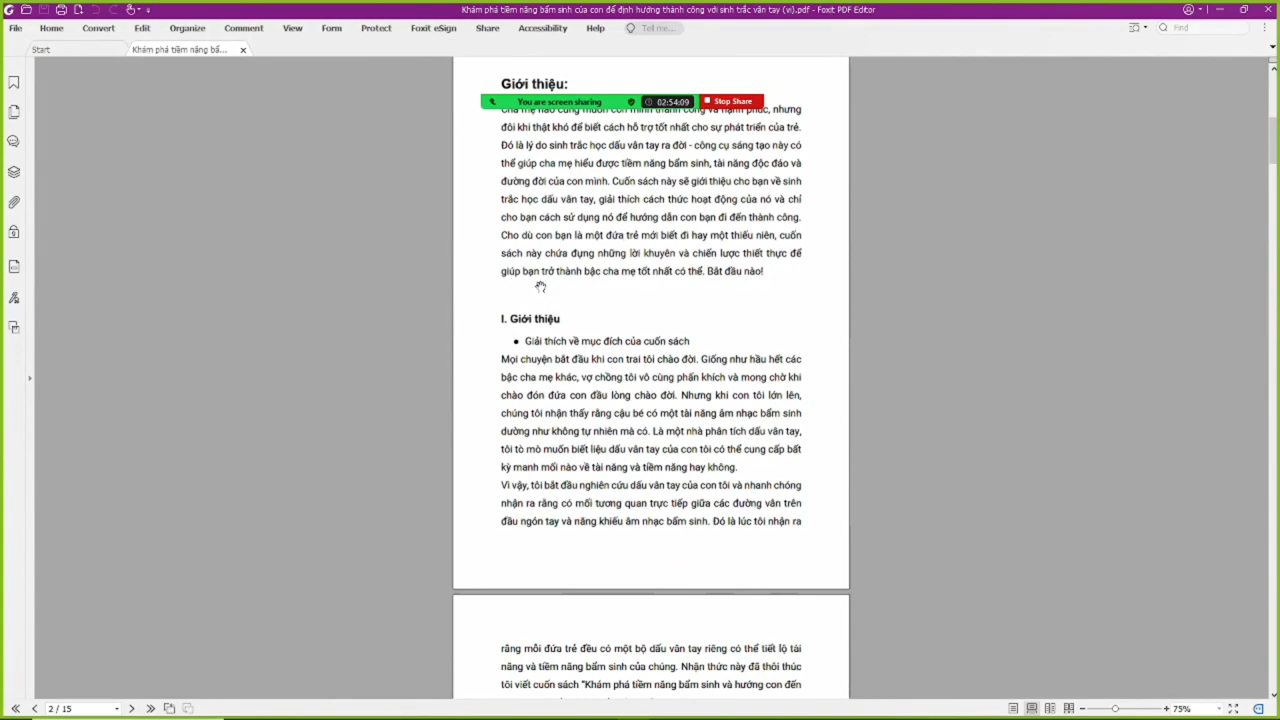 Khám phá tiềm năng bẩm sinh của con để định hướng thành công với sinh trắc vân tay (vi).pdf - Foxit PDF Editor
File Home Convert Edit Organize Comment View Form Protect Foxit eSign Share Accessibility Help Tell me... Find
Start Khám phá tiềm năng bẩ...
Giới thiệu:
You are screen sharing 02:54:09 Stop Share
Cha mẹ nào cũng muốn con mình thành công và hạnh phúc, nhưng
đôi khi thật khó để biết cách hỗ trợ tốt nhất cho sự phát triển của trẻ.
Đó là lý do sinh trắc học dấu vân tay ra đời - công cụ sáng tạo này có
thể giúp cha mẹ hiểu được tiềm năng bẩm sinh, tài năng độc đáo và
đường đời của con mình. Cuốn sách này sẽ giới thiệu cho bạn về sinh
trắc học dấu vân tay, giải thích cách thức hoạt động của nó và chỉ
cho bạn cách sử dụng nó để hướng dẫn con bạn đi đến thành công.
Cho dù con bạn là một đứa trẻ mới biết đi hay một thiếu niên, cuốn
sách này chứa đựng những lời khuyên và chiến lược thiết thực để
giúp bạn trở thành bậc cha mẹ tốt nhất có thể. Bắt đầu nào!
I. Giới thiệu
● Giải thích về mục đích của cuốn sách
Mọi chuyện bắt đầu khi con trai tôi chào đời. Giống như hầu hết các
bậc cha mẹ khác, vợ chồng tôi vô cùng phấn khích và mong chờ khi
chào đón đứa con đầu lòng chào đời. Nhưng khi con tôi lớn lên,
chúng tôi nhận thấy rằng cậu bé có một tài năng âm nhạc bẩm sinh
dường như không tự nhiên mà có. Là một nhà phân tích dấu vân tay,
tôi tò mò muốn biết liệu dấu vân tay của con tôi có thể cung cấp bất
kỳ manh mối nào về tài năng và tiềm năng hay không.
Vì vậy, tôi bắt đầu nghiên cứu dấu vân tay của con tôi và nhanh chóng
nhận ra rằng có mối tương quan trực tiếp giữa các đường vân trên
đầu ngón tay và năng khiếu âm nhạc bẩm sinh. Đó là lúc tôi nhận ra
rằng mỗi đứa trẻ đều có một bộ dấu vân tay riêng có thể tiết lộ tài
năng và tiềm năng bẩm sinh của chúng. Nhận thức này đã thôi thúc
tôi viết cuốn sách “Khám phá tiềm năng bẩm sinh và hướng con đến
2 / 15 75%